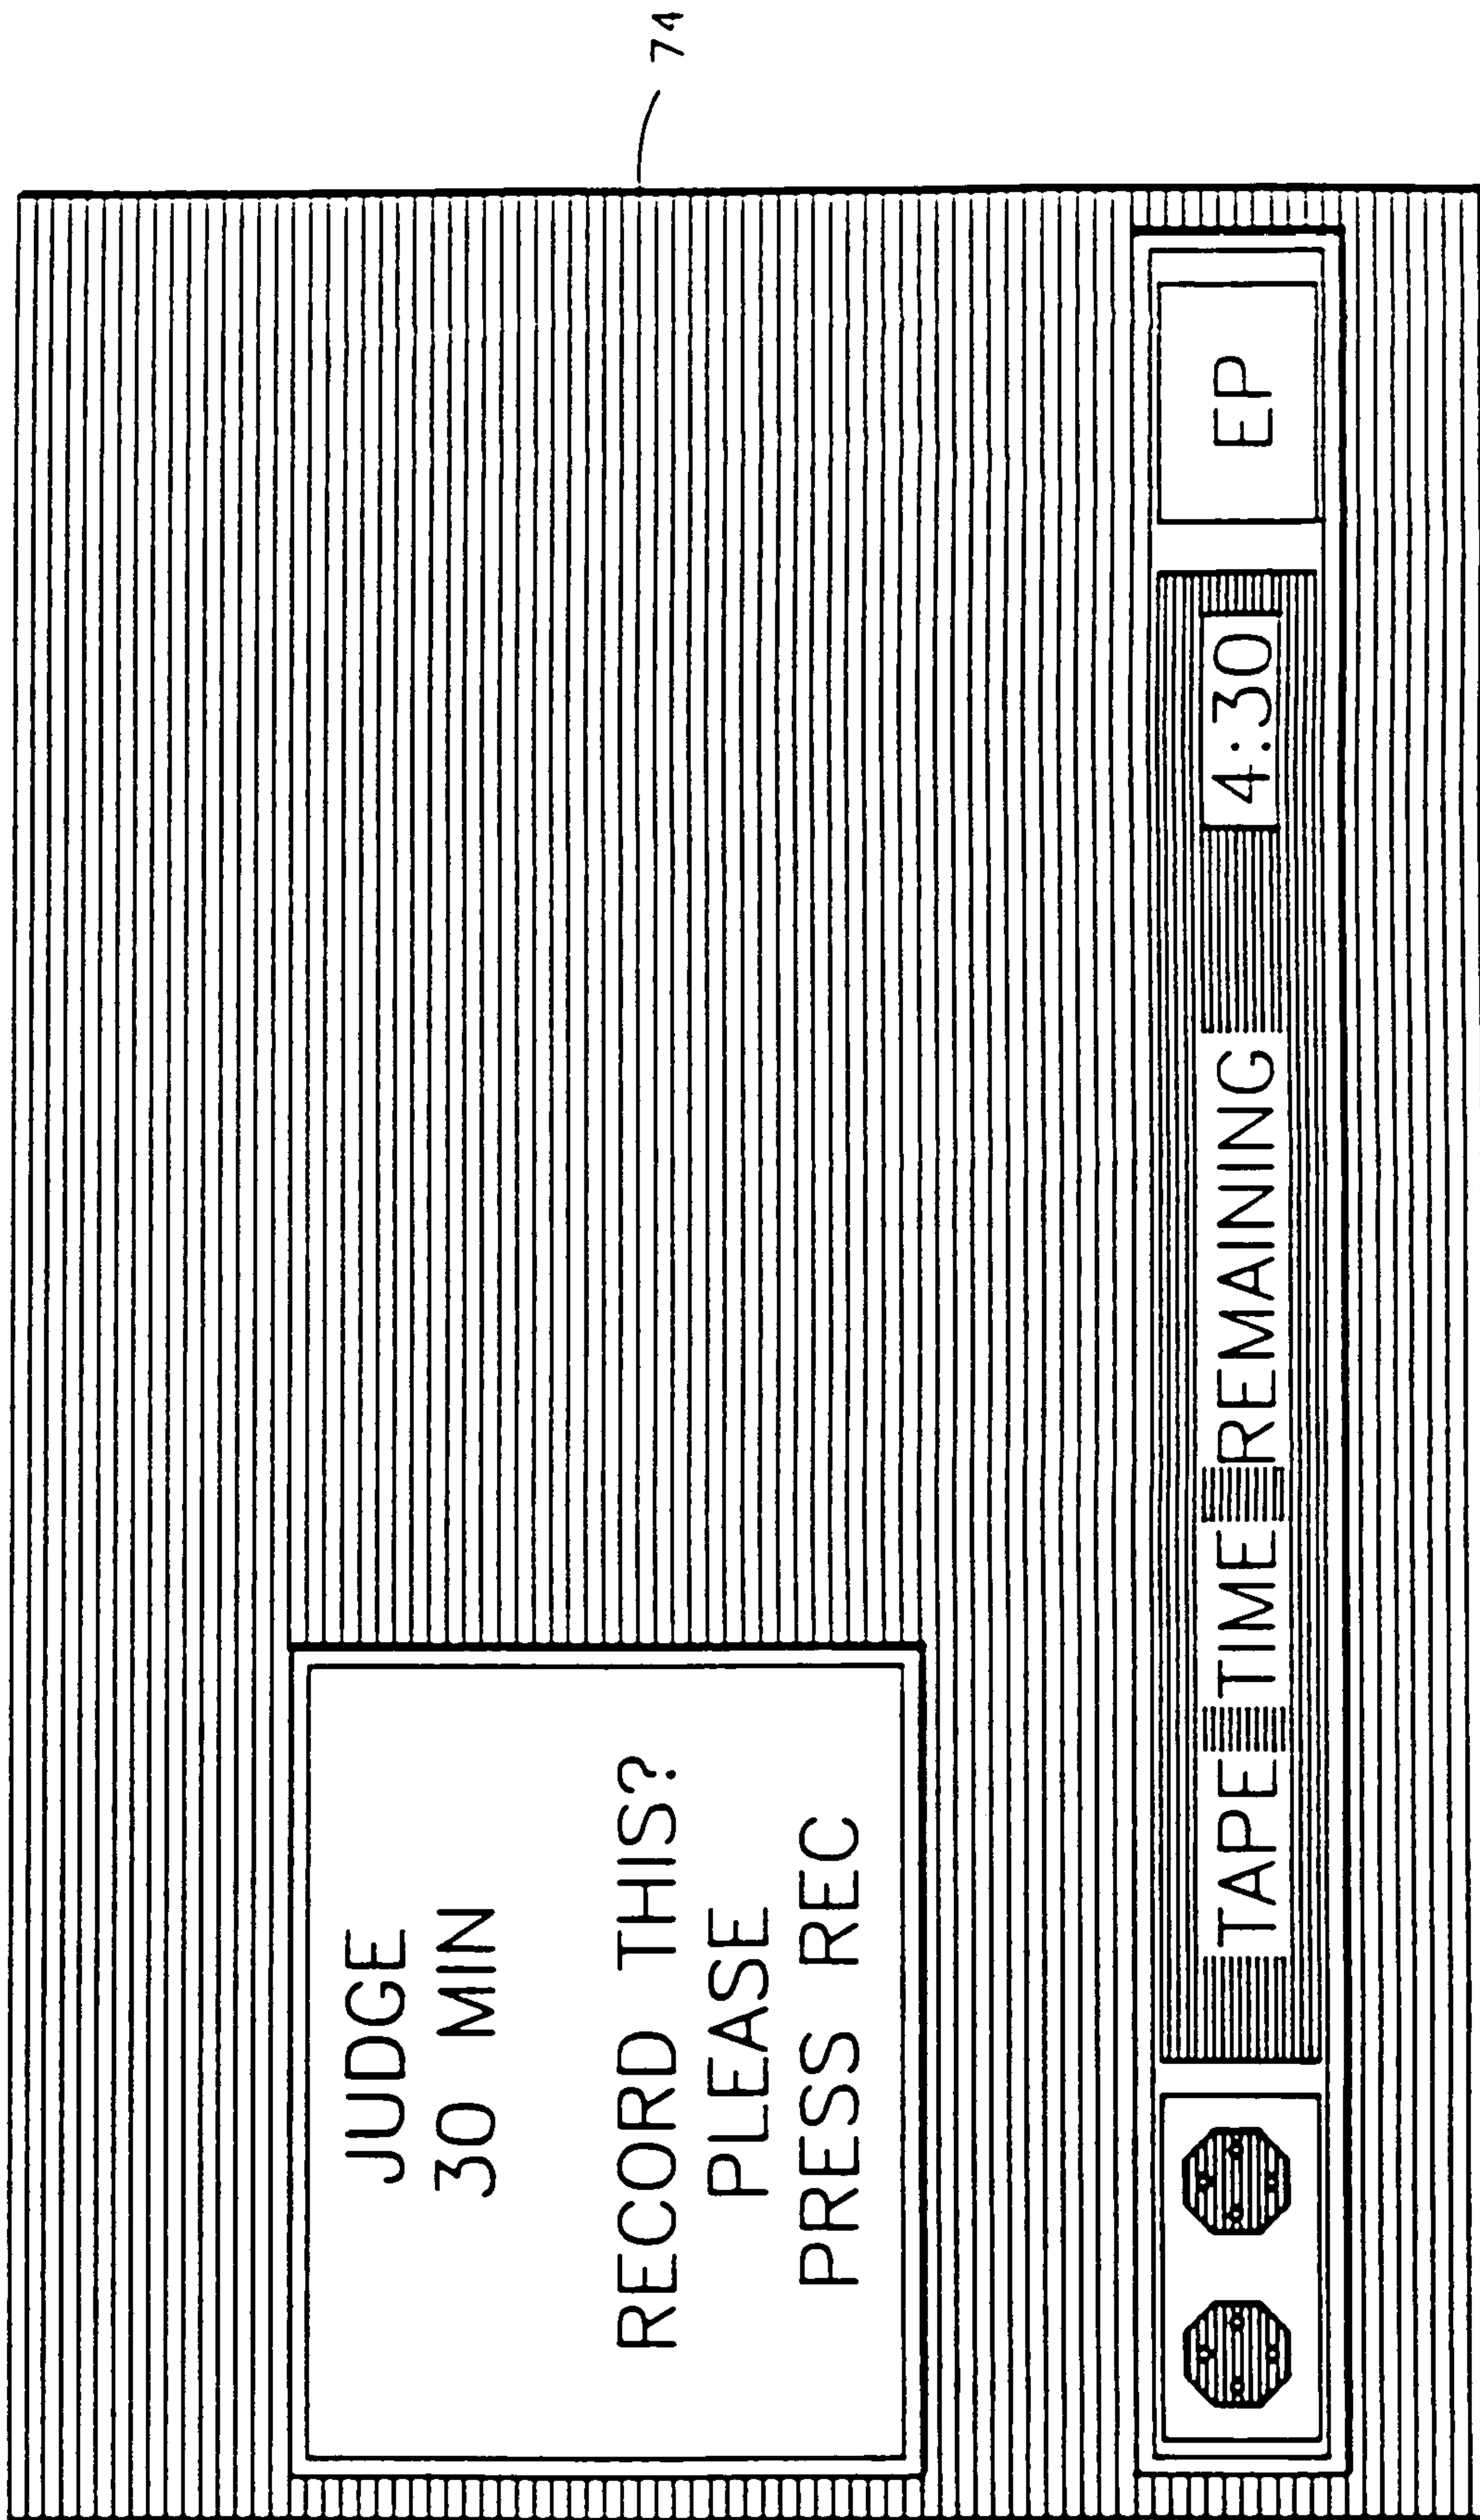 74
JUDGE
30 MIN
RECORD THIS?
PLEASE
PRESS REC
TAPE TIME REMAINING 4:30 EP